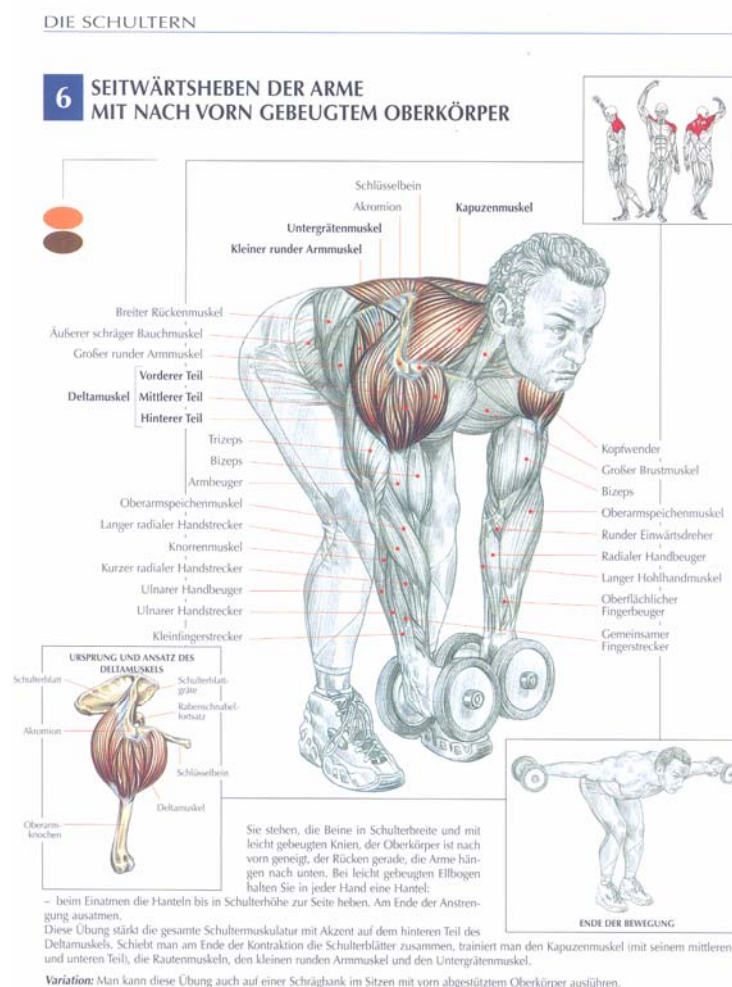 DIE SCHULTERN
6
SEITWÄRTSHEBEN DER ARME
MIT NACH VORN GEBEUGTEM OBERKÖRPER
Schlüsselbein
Akromion
Kapuzenmuskel
Untergrätenmuskel
Kleiner runder Armmuskel
Breiter Rückenmuskel
Äußerer schräger Bauchmuskel
Großer runder Armmuskel
Deltamuskel
Vorderer Teil
Mittlerer Teil
Hinterer Teil
Trizeps
Bizeps
Armbeuger
Oberarmspeichenmuskel
Langer radialer Handstrecker
Knorrenmuskel
Kurzer radialer Handstrecker
Ulnarer Handbeuger
Ulnarer Handstrecker
Kleinfingerstrecker
Kopfwender
Großer Brustmuskel
Bizeps
Oberarmspeichenmuskel
Runder Einwärtsdreher
Radialer Handbeuger
Langer Hohlhandmuskel
Oberflächlicher
Fingerbeuger
Gemeinsamer
Fingerstrecker
URSPRUNG UND ANSATZ DES
DELTAMUSKELS
Schulterblatt
Schulterblatt-
gräte
Rabenschnabel-
fortsatz
Akromion
Schlüsselbein
Deltamuskel
Oberarm-
knochen
ENDE DER BEWEGUNG
Sie stehen, die Beine in Schulterbreite und mit
leicht gebeugten Knien, der Oberkörper ist nach
vorn geneigt, der Rücken gerade, die Arme hän-
gen nach unten. Bei leicht gebeugten Ellbogen
halten Sie in jeder Hand eine Hantel:
– beim Einatmen die Hanteln bis in Schulterhöhe zur Seite heben. Am Ende der Anstren-
gung ausatmen.
Diese Übung stärkt die gesamte Schultermuskulatur mit Akzent auf dem hinteren Teil des
Deltamuskels. Schiebt man am Ende der Kontraktion die Schulterblätter zusammen, trainiert man den Kapuzenmuskel (mit seinem mittleren
und unteren Teil), die Rautenmuskeln, den kleinen runden Armmuskel und den Untergrätenmuskel.
Variation: Man kann diese Übung auch auf einer Schrägbank im Sitzen mit vorn abgestütztem Oberkörper ausführen.